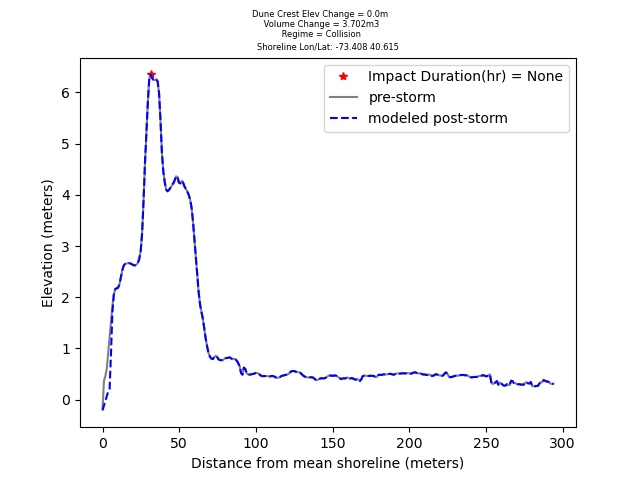 Dune Crest Elev Change = 0.0m
Volume Change = 3.702m3
Regime = Collision
Shoreline Lon/Lat: -73.408 40.615
Impact Duration(hr) = None
pre-storm
modeled post-storm
Elevation (meters)
6
5
4
3
2
1
0
0 50 100 150 200 250 300
Distance from mean shoreline (meters)